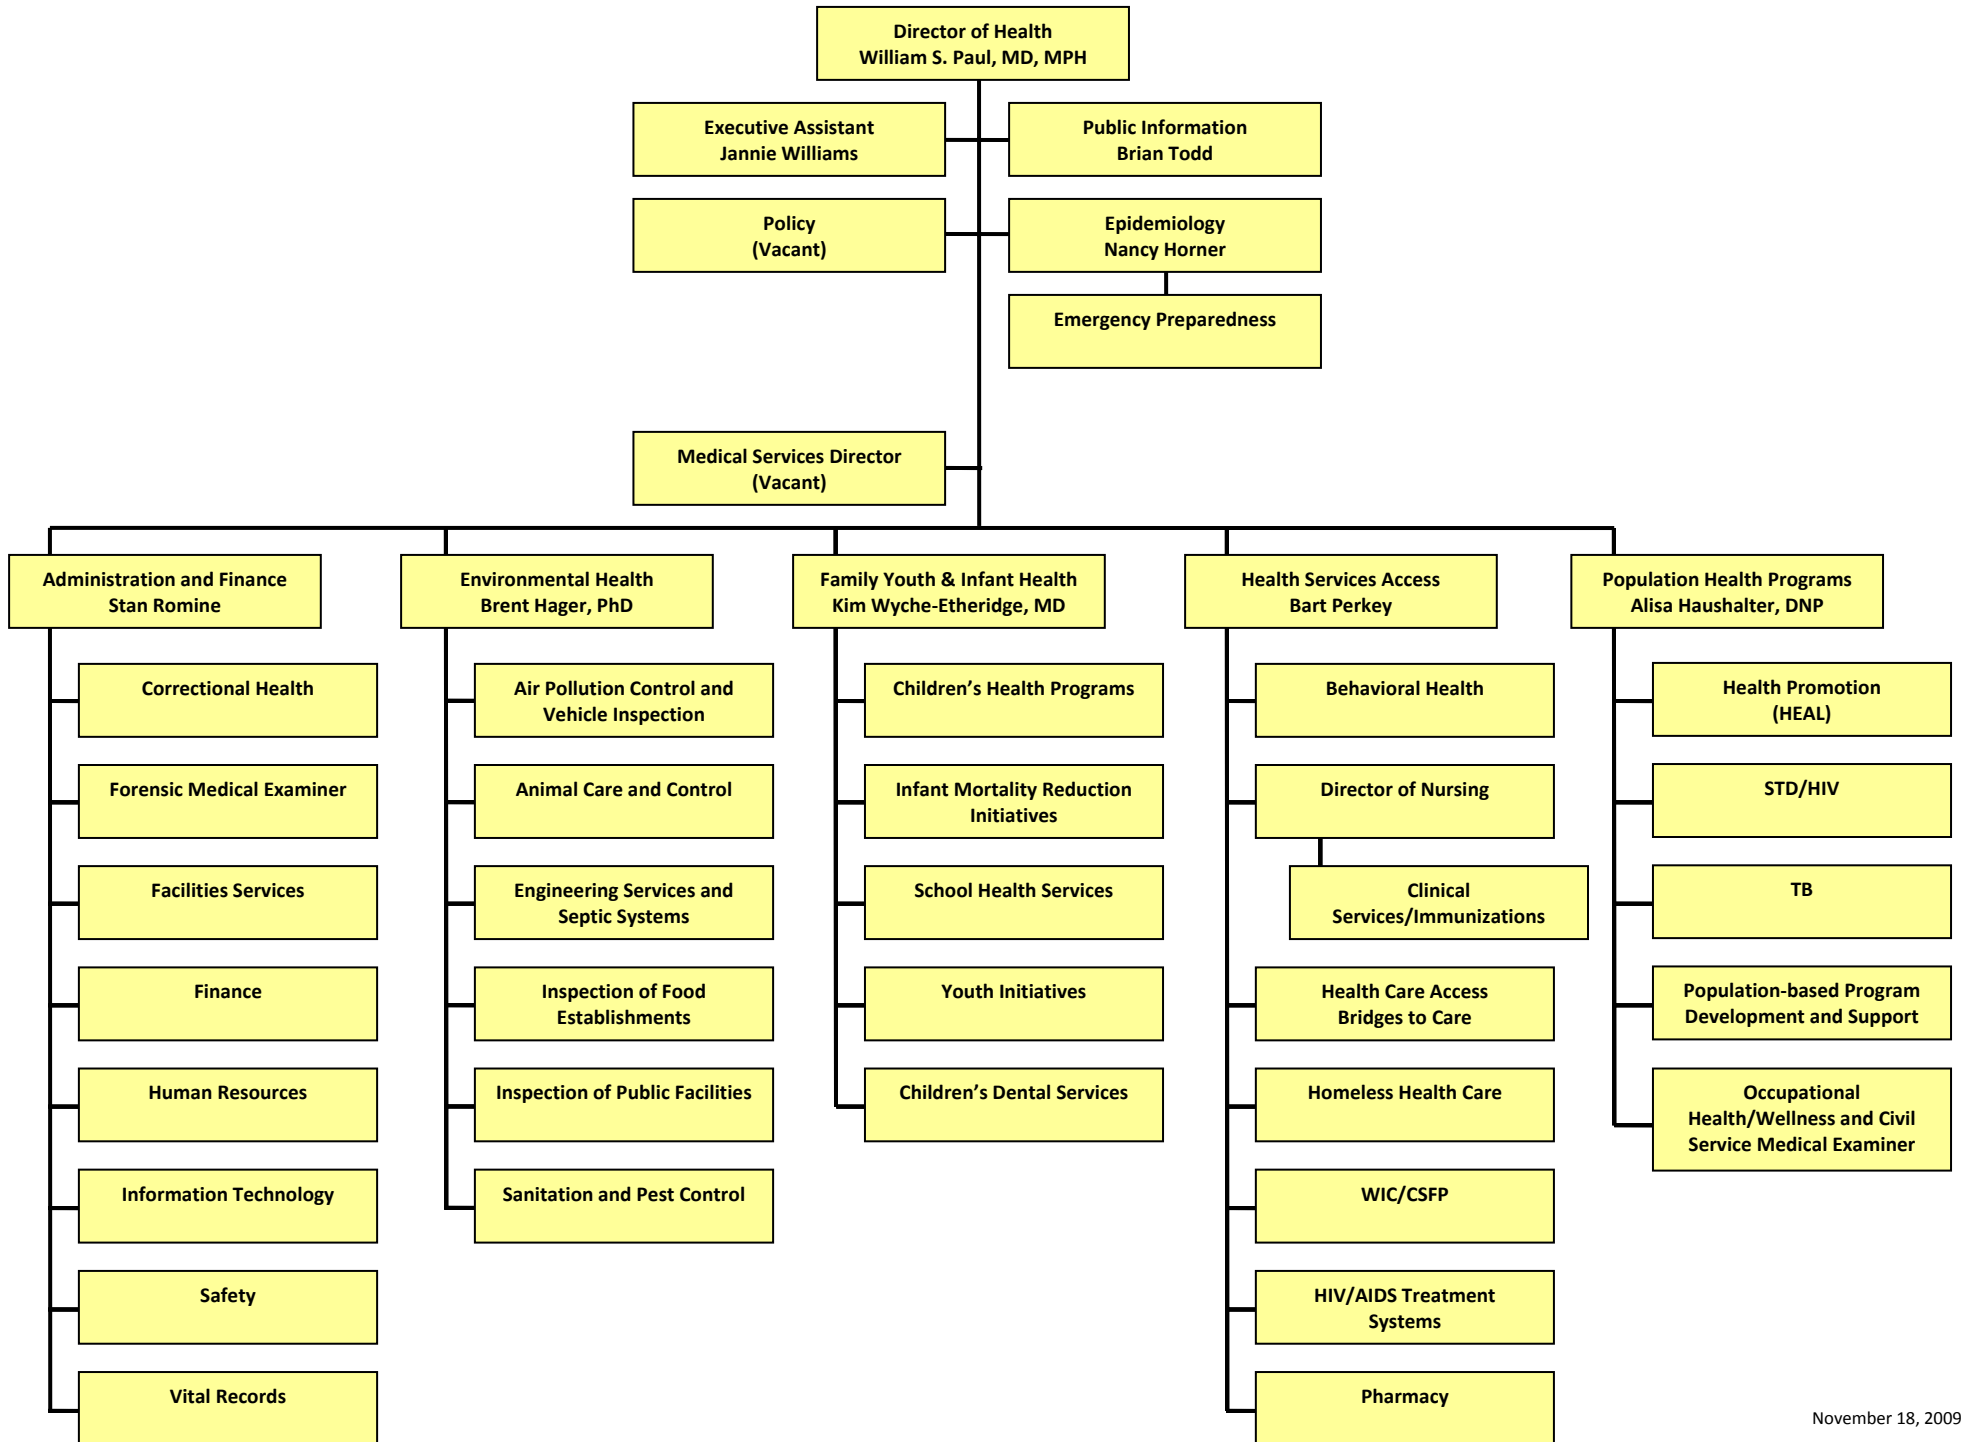 Director of Health
William S. Paul, MD, MPH
Executive Assistant
Jannie Williams
Public Information
Brian Todd
Policy
(Vacant)
Epidemiology
Nancy Horner
Emergency Preparedness
Medical Services Director
(Vacant)
Administration and Finance
Stan Romine
Correctional Health
Forensic Medical Examiner
Facilities Services
Finance
Human Resources
Information Technology
Safety
Vital Records
Environmental Health
Brent Hager, PhD
Air Pollution Control and
Vehicle Inspection
Animal Care and Control
Engineering Services and
Septic Systems
Inspection of Food
Establishments
Inspection of Public Facilities
Sanitation and Pest Control
Family Youth & Infant Health
Kim Wyche-Etheridge, MD
Children’s Health Programs
Infant Mortality Reduction
Initiatives
School Health Services
Youth Initiatives
Children’s Dental Services
Health Services Access
Bart Perkey
Behavioral Health
Director of Nursing
Clinical
Services/Immunizations
Health Care Access
Bridges to Care
Homeless Health Care
WIC/CSFP
HIV/AIDS Treatment
Systems
Pharmacy
Population Health Programs
Alisa Haushalter, DNP
Health Promotion
(HEAL)
STD/HIV
TB
Population-based Program
Development and Support
Occupational
Health/Wellness and Civil
Service Medical Examiner
November 18, 2009